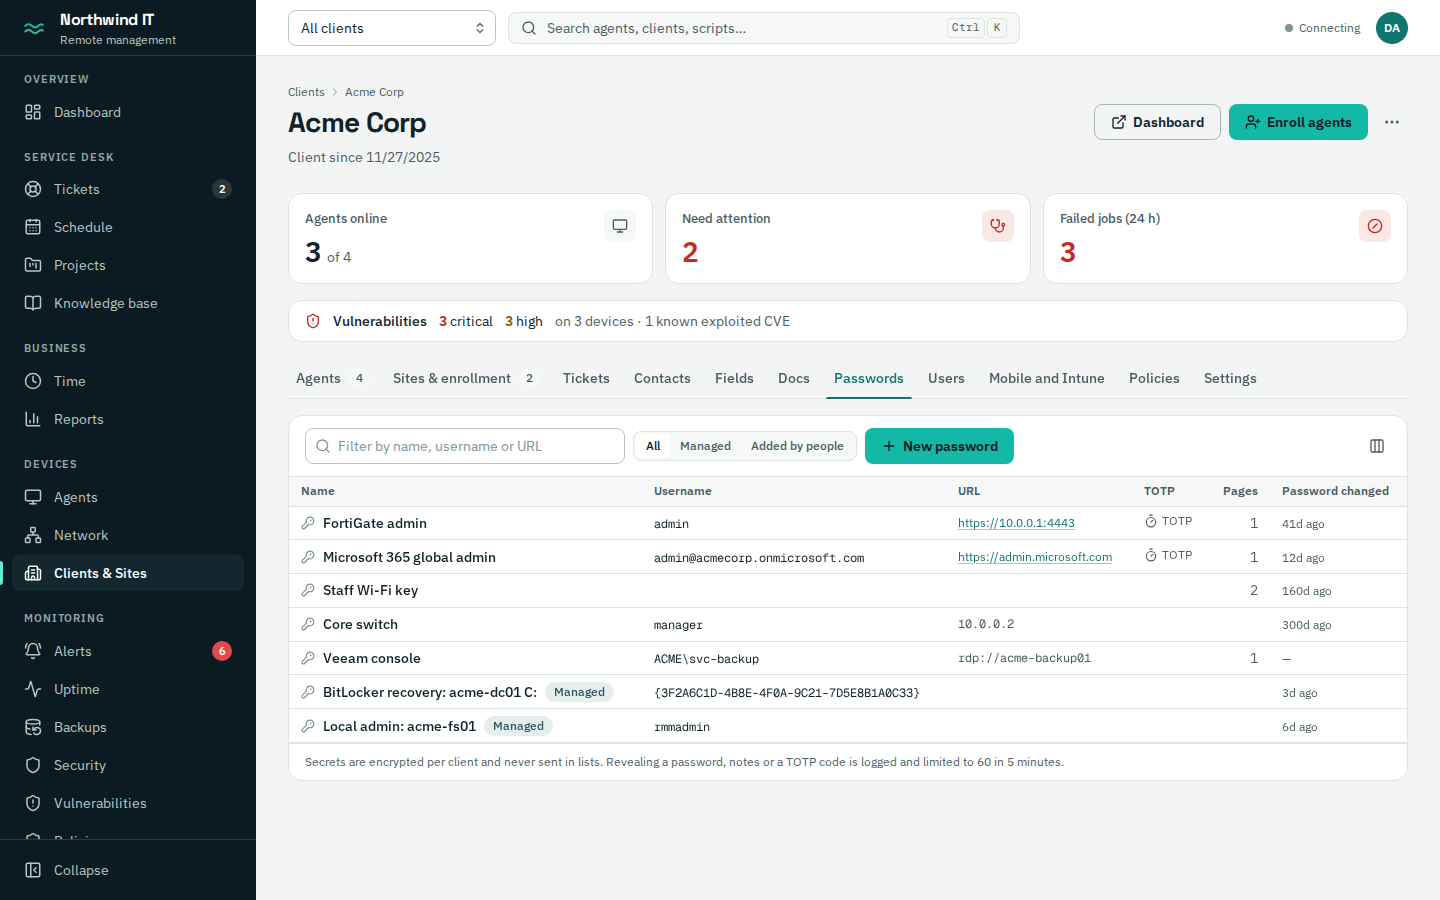 Northwind IT
Remote management
OVERVIEW
Dashboard
SERVICE DESK
Tickets 2
Schedule
Projects
Knowledge base
BUSINESS
Time
Reports
DEVICES
Agents
Network
Clients & Sites
MONITORING
Alerts 6
Uptime
Backups
Security
Vulnerabilities
Collapse
All clients
Search agents, clients, scripts... Ctrl K
Connecting DA
Clients > Acme Corp
Acme Corp
Client since 11/27/2025
Dashboard Enroll agents ...
Agents online
3 of 4
Need attention
2
Failed jobs (24 h)
3
Vulnerabilities 3 critical 3 high on 3 devices · 1 known exploited CVE
Agents 4 Sites & enrollment 2 Tickets Contacts Fields Docs Passwords Users Mobile and Intune Policies Settings
Filter by name, username or URL All Managed Added by people + New password
Name Username URL TOTP Pages Password changed
FortiGate admin admin https://10.0.0.1:4443 TOTP 1 41d ago
Microsoft 365 global admin admin@acmecorp.onmicrosoft.com https://admin.microsoft.com TOTP 1 12d ago
Staff Wi-Fi key 2 160d ago
Core switch manager 10.0.0.2 300d ago
Veeam console ACME\svc-backup rdp://acme-backup01 1 —
BitLocker recovery: acme-dc01 C: Managed {3F2A6C1D-4B8E-4F0A-9C21-7D5E8B1A0C33} 3d ago
Local admin: acme-fs01 Managed rmmadmin 6d ago
Secrets are encrypted per client and never sent in lists. Revealing a password, notes or a TOTP code is logged and limited to 60 in 5 minutes.